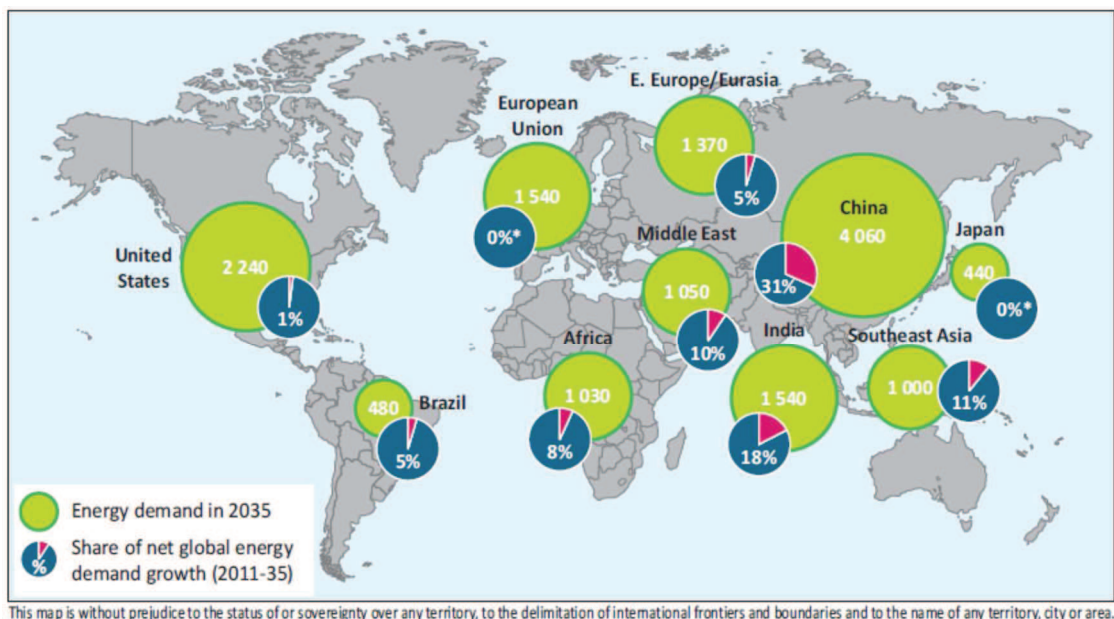 E. Europe/Eurasia
1 370
5%
European
Union
1 540
0%*
China
4 060
31%
Japan
440
0%*
United
States
2 240
1%
Middle East
1 050
10%
Africa
1 030
8%
India
1 540
18%
Southeast Asia
1 000
11%
Brazil
480
5%
Energy demand in 2035
%
Share of net global energy
demand growth (2011-35)
This map is without prejudice to the status of or sovereignty over any territory, to the delimitation of international frontiers and boundaries and to the name of any territory, city or area.